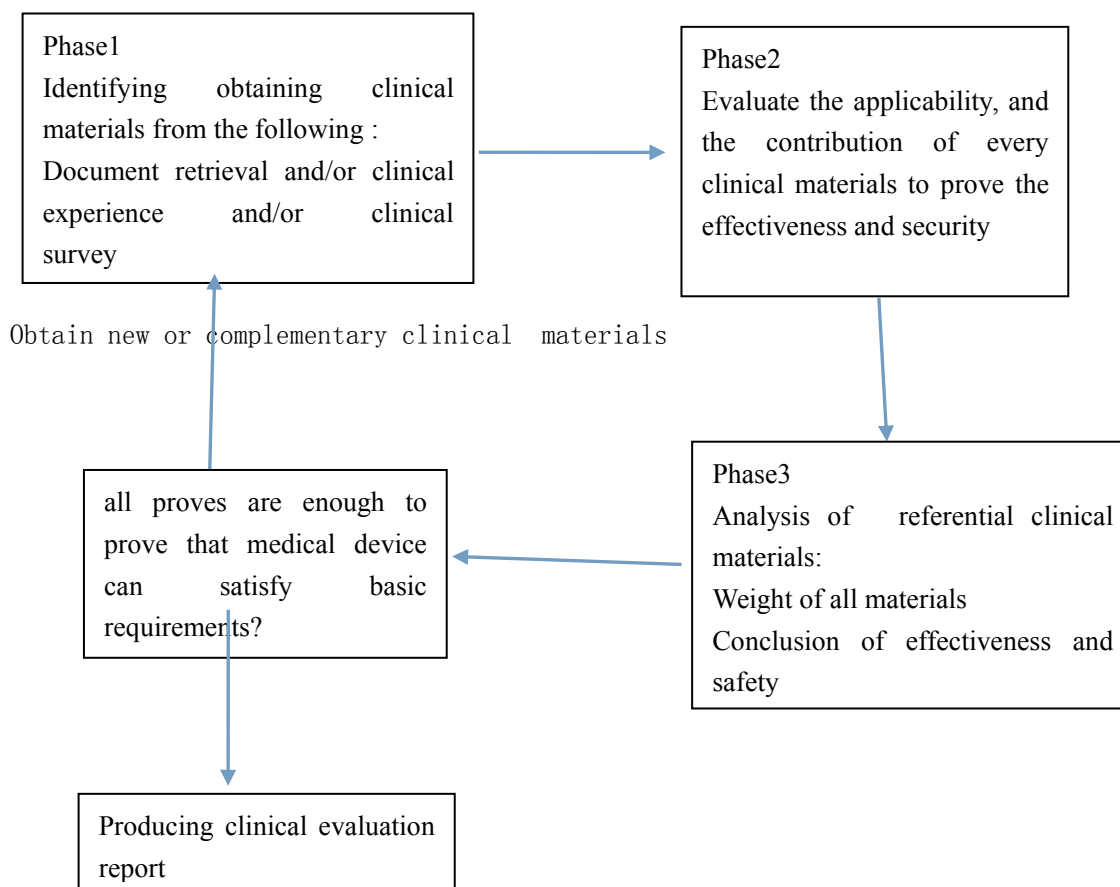 Phase1
Identifying obtaining clinical
materials from the following :
Document retrieval and/or clinical
experience and/or clinical
survey
Phase2
Evaluate the applicability, and
the contribution of every
clinical materials to prove the
effectiveness and security
Obtain new or complementary clinical materials
Phase3
Analysis of referential clinical
materials:
Weight of all materials
Conclusion of effectiveness and
safety
all proves are enough to
prove that medical device
can satisfy basic
requirements?
Producing clinical evaluation
report